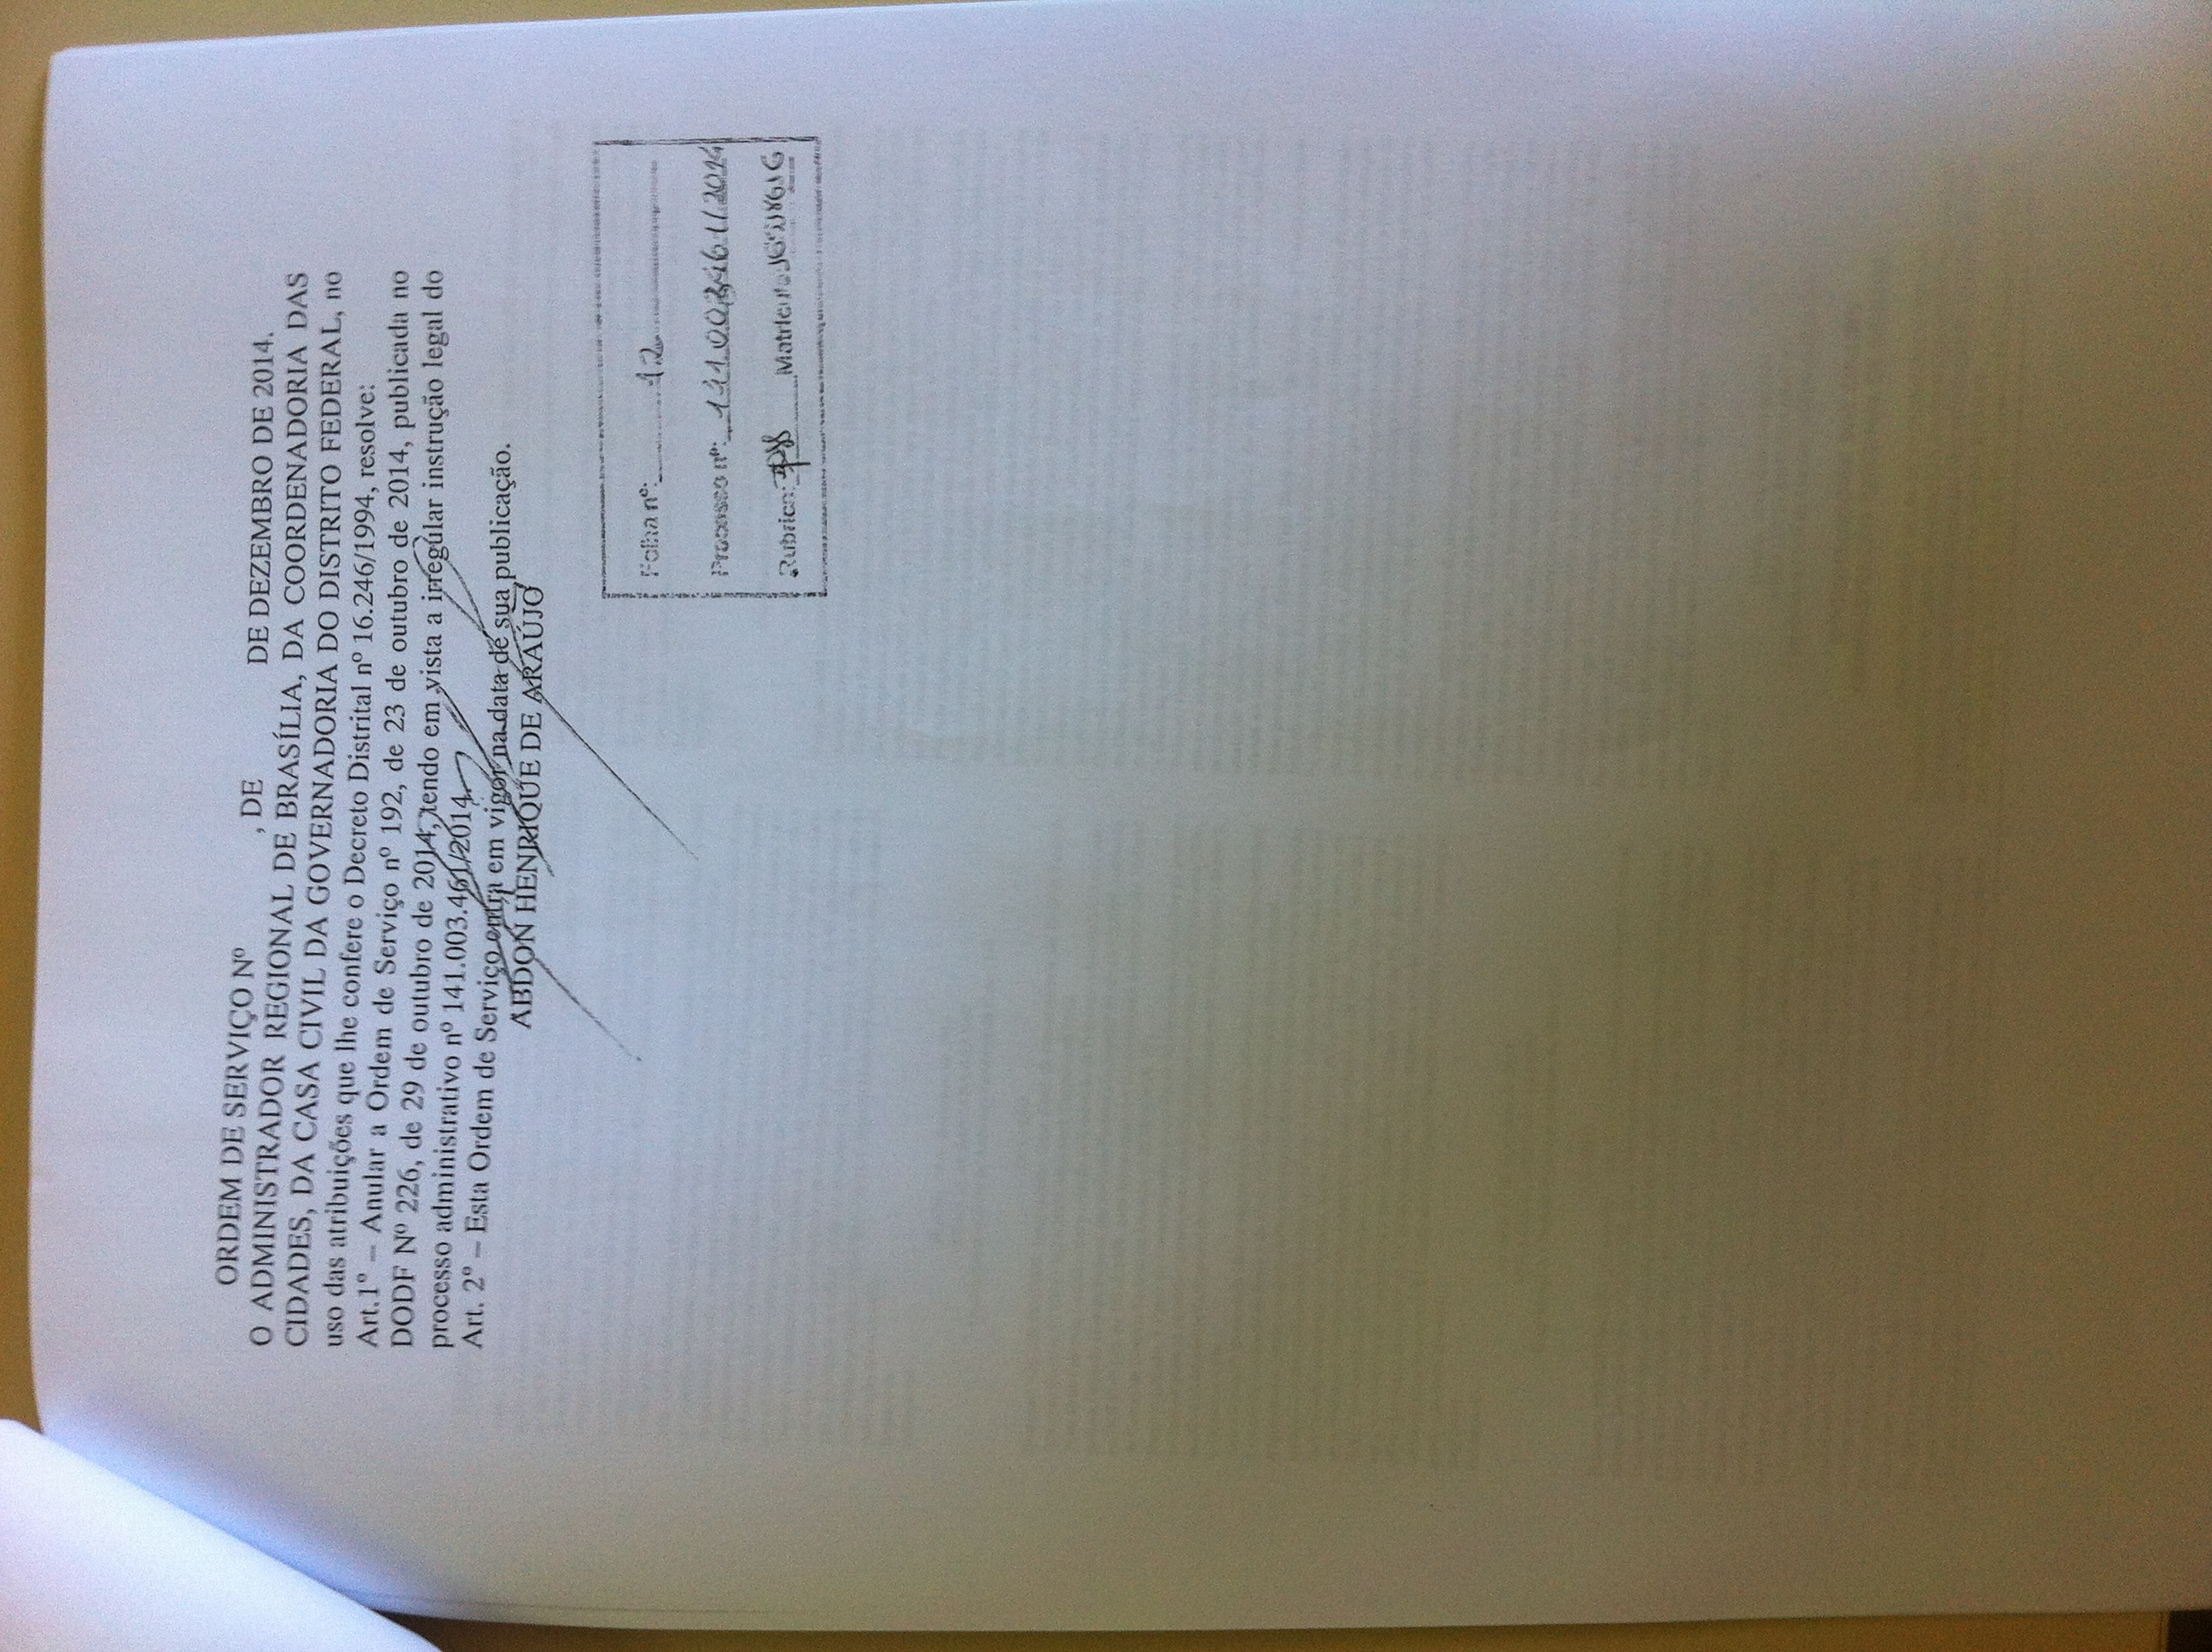 ORDEM DE SERVIÇO Nº , DE DE DEZEMBRO DE 2014.
O ADMINISTRADOR REGIONAL DE BRASÍLIA, DA COORDENADORIA DAS
CIDADES, DA CASA CIVIL DA GOVERNADORIA DO DISTRITO FEDERAL, no
uso das atribuições que lhe confere o Decreto Distrital nº 16.246/1994, resolve:
Art.1º – Anular a Ordem de Serviço nº 192, de 23 de outubro de 2014, publicada no
DODF Nº 226, de 29 de outubro de 2014, tendo em vista a irregular instrução legal do
processo administrativo nº 141.003.461/2014.
Art. 2º – Esta Ordem de Serviço entra em vigor na data de sua publicação.
ABDON HENRIQUE DE ARAÚJO
Folha nº: 12
Processo nº: 141.003.461/2014
Rubrica: Matrícula: